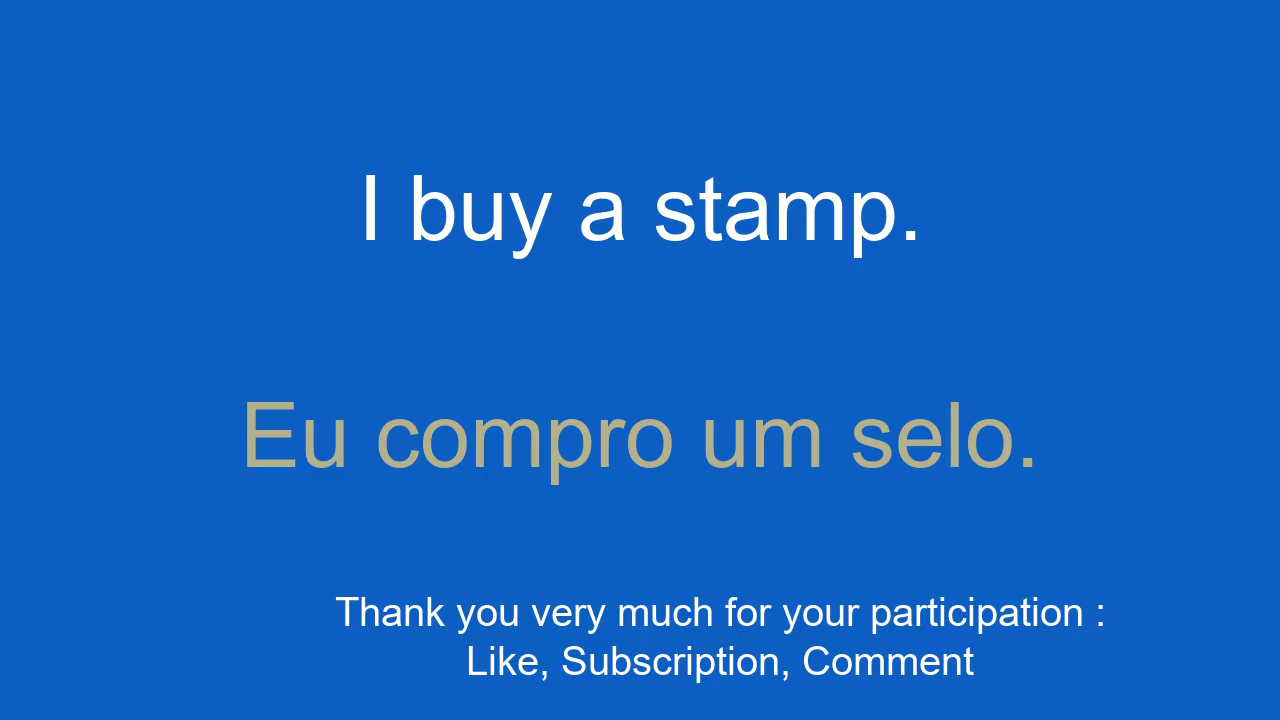 I buy a stamp.
Eu compro um selo.
Thank you very much for your participation :
Like, Subscription, Comment